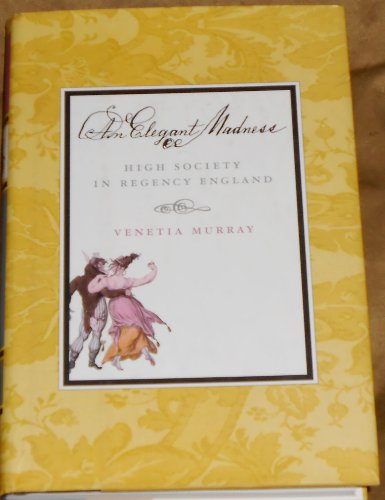 An Elegant Madness
HIGH SOCIETY
IN REGENCY ENGLAND
VENETIA MURRAY